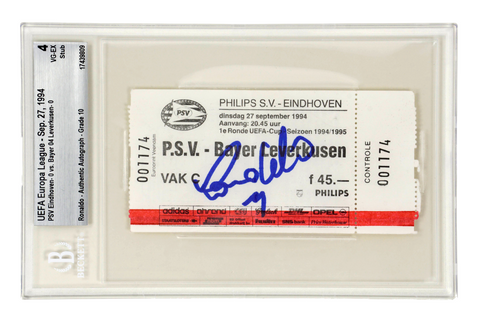 4
VG-EX
Stub
17439809
UEFA Europa League - Sep. 27, 1994
PSV Eindhoven- 0 vs. Bayer 04 Leverkusen- 0
Ronaldo - Authentic Autograph - Grade 10
PSV
PHILIPS S.V. - EINDHOVEN
dinsdag 27 september 1994
Aanvang: 20.45 uur
1e Ronde UEFA-Cup Seizoen 1994/1995
P.S.V. - Bayer Leverkusen
VAK C
f 45.—
PHILIPS
001174
CONTROLE
001174
adidas
OPEL